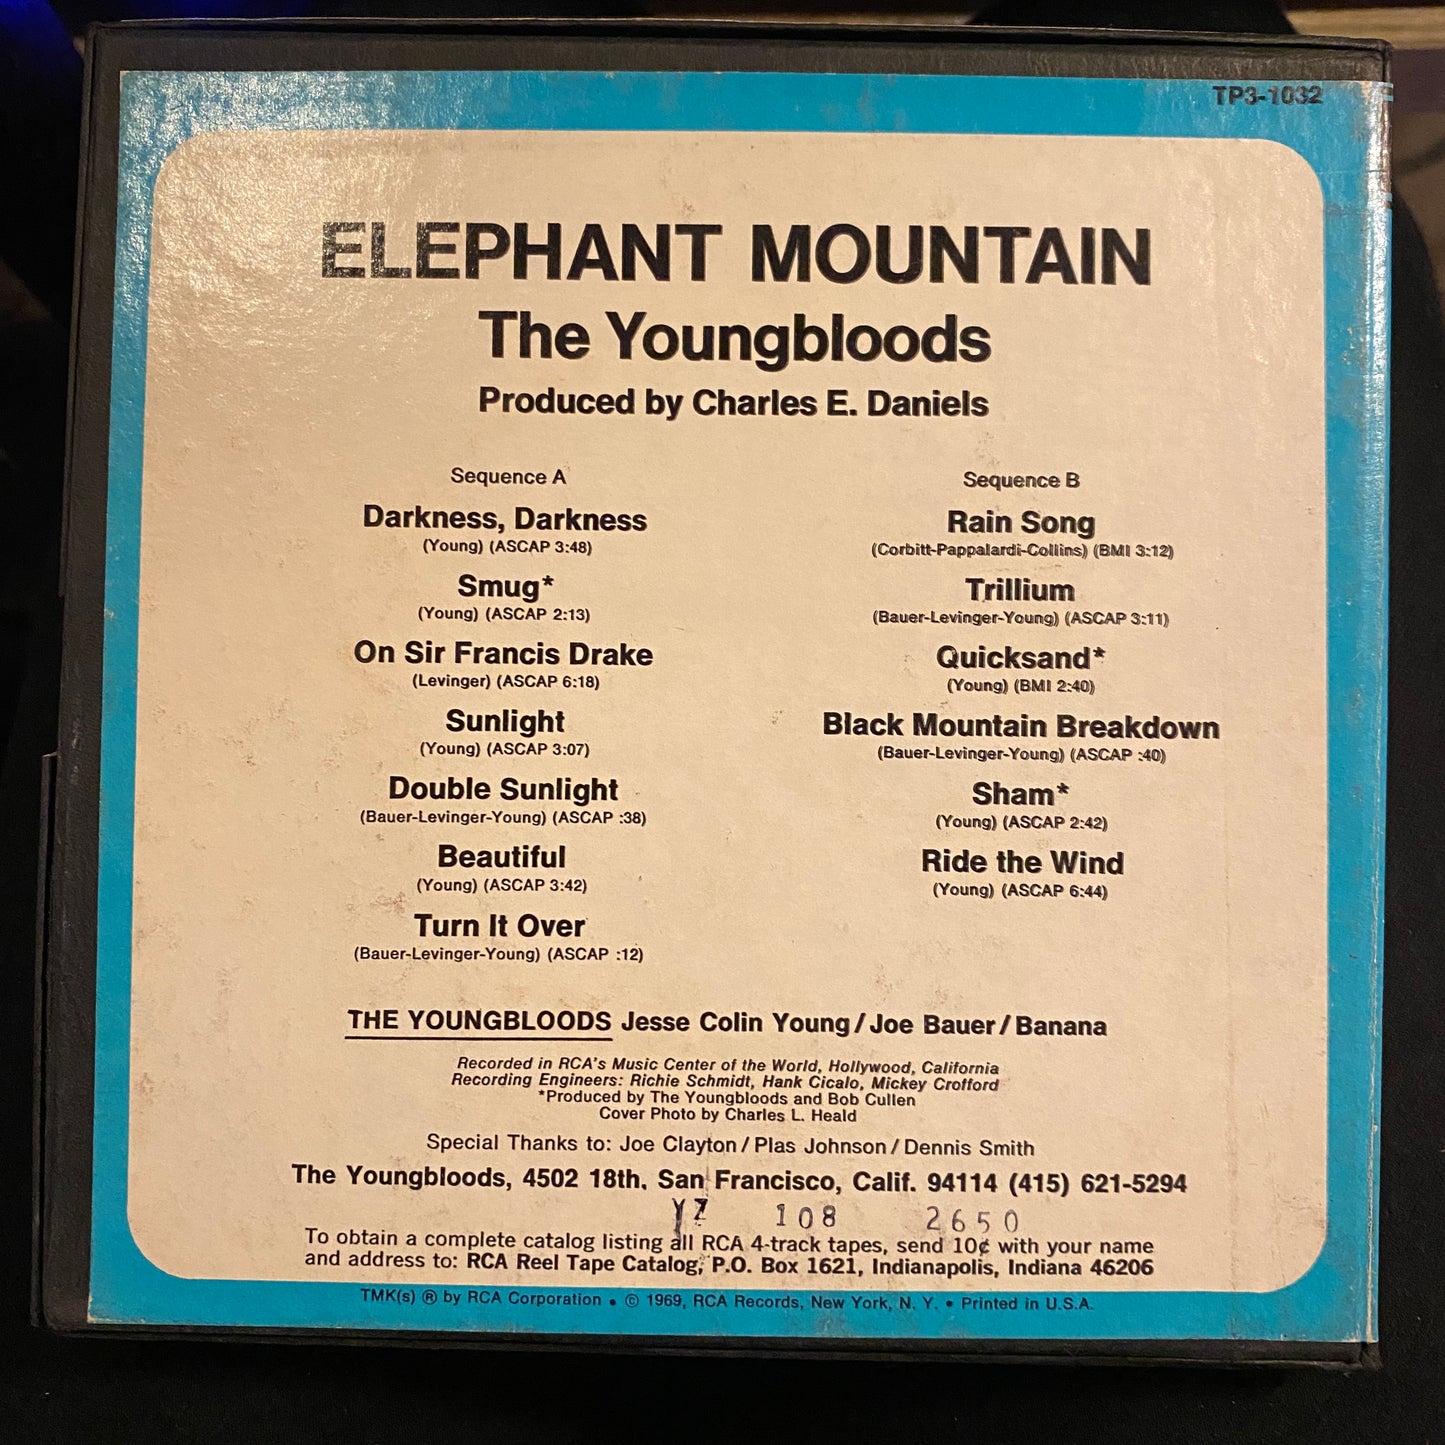 TP3-1032
ELEPHANT MOUNTAIN
The Youngbloods
Produced by Charles E. Daniels
Sequence A
Darkness, Darkness
(Young) (ASCAP 3:48)
Smug*
(Young) (ASCAP 2:13)
On Sir Francis Drake
(Levinger) (ASCAP 6:18)
Sunlight
(Young) (ASCAP 3:07)
Double Sunlight
(Bauer-Levinger-Young) (ASCAP :38)
Beautiful
(Young) (ASCAP 3:42)
Turn It Over
(Bauer-Levinger-Young) (ASCAP :12)
Sequence B
Rain Song
(Corbitt-Pappalardi-Collins) (BMI 3:12)
Trillium
(Bauer-Levinger-Young) (ASCAP 3:11)
Quicksand*
(Young) (BMI 2:40)
Black Mountain Breakdown
(Bauer-Levinger-Young) (ASCAP :40)
Sham*
(Young) (ASCAP 2:42)
Ride the Wind
(Young) (ASCAP 6:44)
THE YOUNGBLOODS Jesse Colin Young/Joe Bauer/Banana
Recorded in RCA's Music Center of the World, Hollywood, California
Recording Engineers: Richie Schmidt, Hank Cicalo, Mickey Crofford
*Produced by The Youngbloods and Bob Cullen
Cover Photo by Charles L. Heald
Special Thanks to: Joe Clayton/Plas Johnson/Dennis Smith
The Youngbloods, 4502 18th. San Francisco, Calif. 94114 (415) 621-5294
YZ 108 2650
To obtain a complete catalog listing all RCA 4-track tapes, send 10¢ with your name
and address to: RCA Reel Tape Catalog, P.O. Box 1621, Indianapolis, Indiana 46206
TMK(s) ® by RCA Corporation • © 1969, RCA Records, New York, N. Y. • Printed in U.S.A.